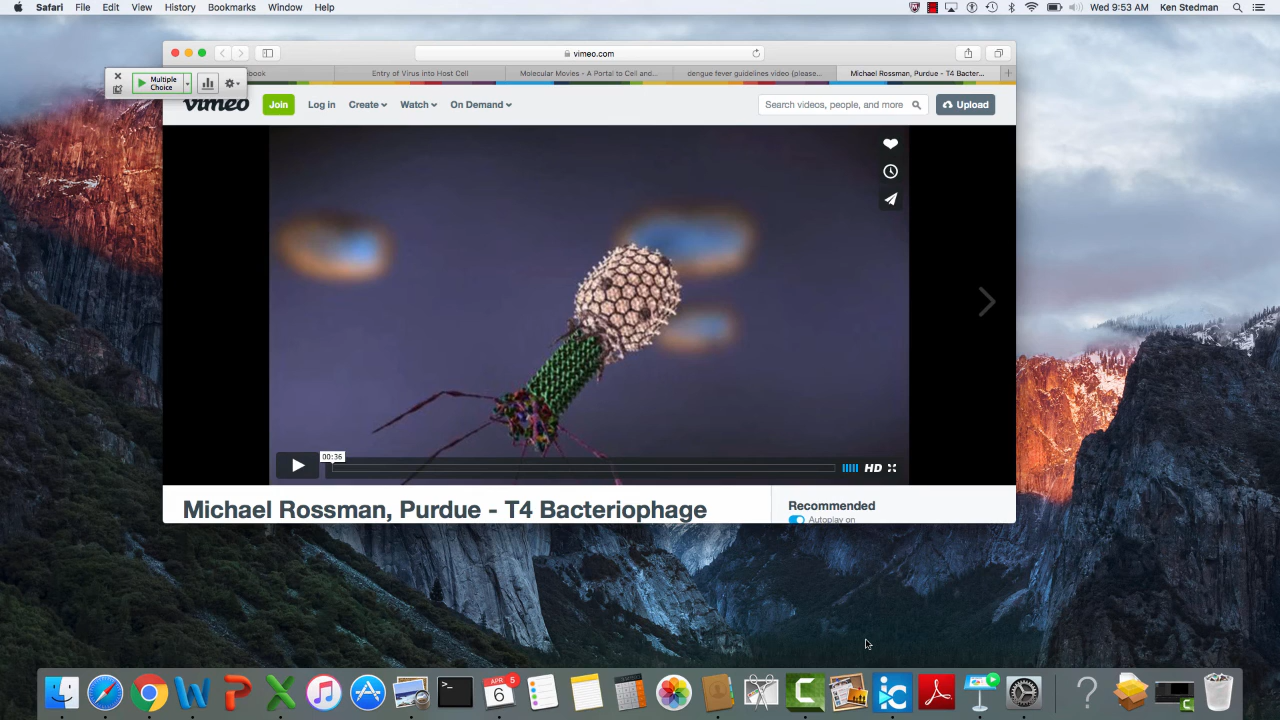 Safari File Edit View History Bookmarks Window Help Wed 9:53 AM Ken Stedman
vimeo.com
Entry of Virus into Host Cell Molecular Movies - A Portal to Cell and... dengue fever guidelines video (please... Michael Rossman, Purdue - T4 Bacter...
Multiple
Choice
vimeo Join Log in Create Watch On Demand Search videos, people, and more Upload
00:36
HD
Michael Rossman, Purdue - T4 Bacteriophage
Recommended
Autoplay on
APR 5
6